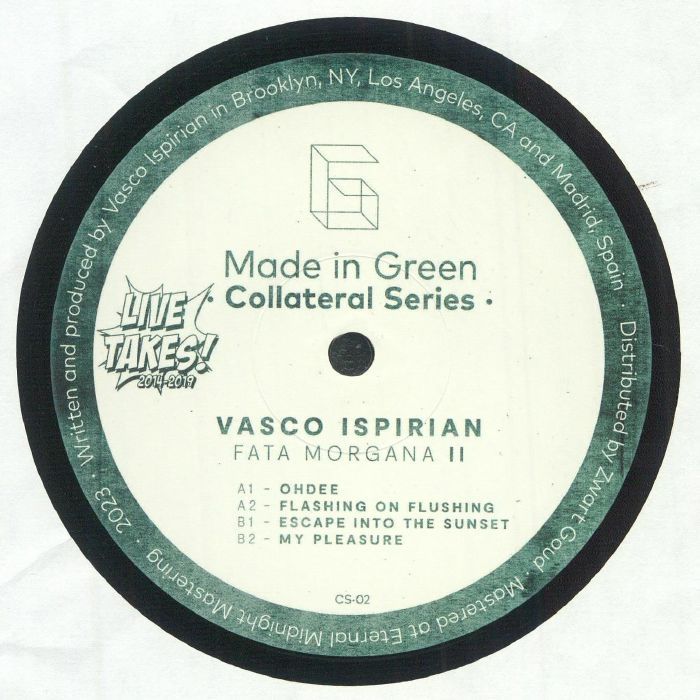 Made in Green
• Collateral Series •
LIVE
TAKES!
2014-2019
VASCO ISPIRIAN
FATA MORGANA II
A1 - OHDEE
A2 - FLASHING ON FLUSHING
B1 - ESCAPE INTO THE SUNSET
B2 - MY PLEASURE
CS-02
Written and produced by Vasco Ispirian in Brooklyn, NY, Los Angeles, CA and Madrid, Spain • Distributed by Zwart Goud • Mastered at Eternal Midnight Mastering • 2023 •